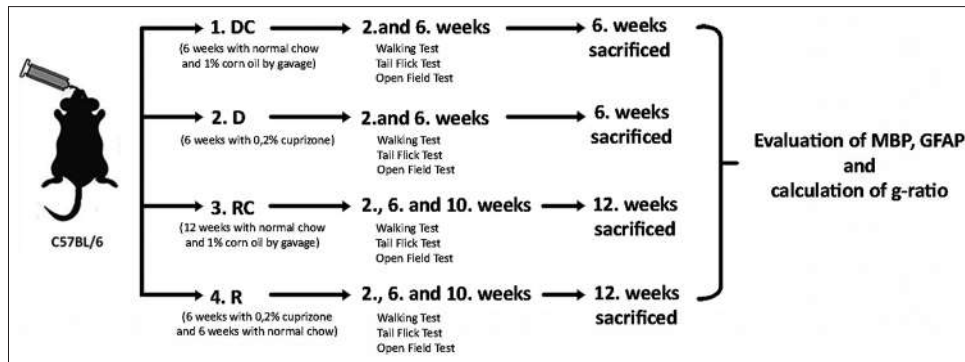 1. DC
(6 weeks with normal chow
and 1% corn oil by gavage)
2.and 6. weeks
Walking Test
Tail Flick Test
Open Field Test
6. weeks
sacrificed
2. D
(6 weeks with 0,2% cuprizone)
2.and 6. weeks
Walking Test
Tail Flick Test
Open Field Test
6. weeks
sacrificed
3. RC
(12 weeks with normal chow
and 1% corn oil by gavage)
2., 6. and 10. weeks
Walking Test
Tail Flick Test
Open Field Test
12. weeks
sacrificed
4. R
(6 weeks with 0,2% cuprizone
and 6 weeks with normal chow)
2., 6. and 10. weeks
Walking Test
Tail Flick Test
Open Field Test
12. weeks
sacrificed
C57BL/6
Evaluation of MBP, GFAP
and
calculation of g-ratio